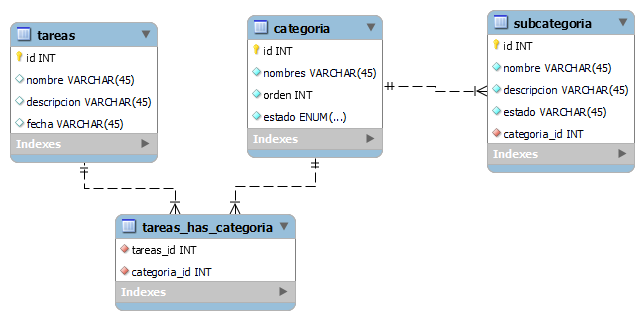 tareas
id INT
nombre VARCHAR(45)
descripcion VARCHAR(45)
fecha VARCHAR(45)
Indexes
categoria
id INT
nombres VARCHAR(45)
orden INT
estado ENUM(...)
Indexes
subcategoria
id INT
nombre VARCHAR(45)
descripcion VARCHAR(45)
estado VARCHAR(45)
categoria_id INT
Indexes
tareas_has_categoria
tareas_id INT
categoria_id INT
Indexes